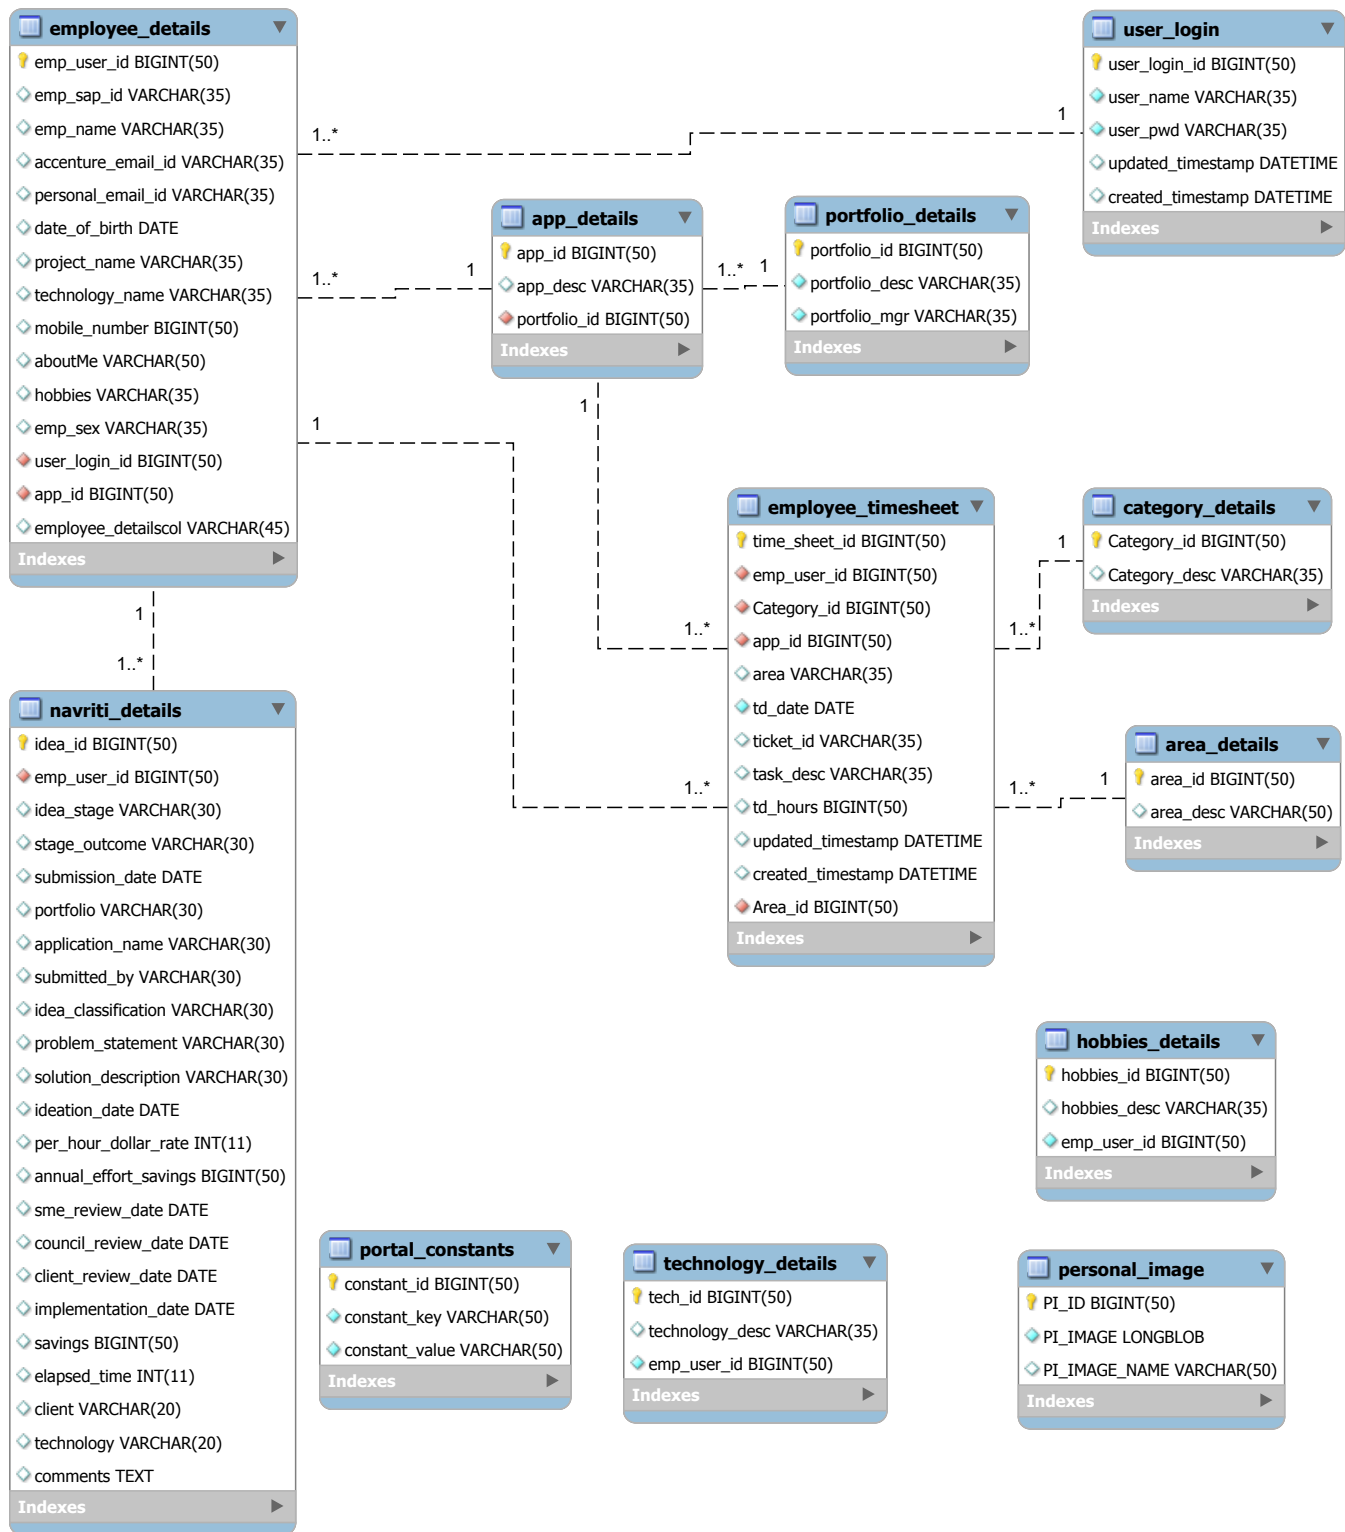 employee_details
emp_user_id BIGINT(50)
emp_sap_id VARCHAR(35)
emp_name VARCHAR(35)
accenture_email_id VARCHAR(35)
personal_email_id VARCHAR(35)
date_of_birth DATE
project_name VARCHAR(35)
technology_name VARCHAR(35)
mobile_number BIGINT(50)
aboutMe VARCHAR(50)
hobbies VARCHAR(35)
emp_sex VARCHAR(35)
user_login_id BIGINT(50)
app_id BIGINT(50)
employee_detailscol VARCHAR(45)
Indexes
1..*
1
1..*
1
1..*
1
1
1
1
1..*
user_login
user_login_id BIGINT(50)
user_name VARCHAR(35)
user_pwd VARCHAR(35)
updated_timestamp DATETIME
created_timestamp DATETIME
Indexes
app_details
app_id BIGINT(50)
app_desc VARCHAR(35)
portfolio_id BIGINT(50)
Indexes
portfolio_details
portfolio_id BIGINT(50)
portfolio_desc VARCHAR(35)
portfolio_mgr VARCHAR(35)
Indexes
employee_timesheet
time_sheet_id BIGINT(50)
emp_user_id BIGINT(50)
Category_id BIGINT(50)
app_id BIGINT(50)
area VARCHAR(35)
td_date DATE
ticket_id VARCHAR(35)
task_desc VARCHAR(35)
td_hours BIGINT(50)
updated_timestamp DATETIME
created_timestamp DATETIME
Area_id BIGINT(50)
Indexes
1..*
1..*
1..*
1
1..*
1
category_details
Category_id BIGINT(50)
Category_desc VARCHAR(35)
Indexes
area_details
area_id BIGINT(50)
area_desc VARCHAR(50)
Indexes
navriti_details
idea_id BIGINT(50)
emp_user_id BIGINT(50)
idea_stage VARCHAR(30)
stage_outcome VARCHAR(30)
submission_date DATE
portfolio VARCHAR(30)
application_name VARCHAR(30)
submitted_by VARCHAR(30)
idea_classification VARCHAR(30)
problem_statement VARCHAR(30)
solution_description VARCHAR(30)
ideation_date DATE
per_hour_dollar_rate INT(11)
annual_effort_savings BIGINT(50)
sme_review_date DATE
council_review_date DATE
client_review_date DATE
implementation_date DATE
savings BIGINT(50)
elapsed_time INT(11)
client VARCHAR(20)
technology VARCHAR(20)
comments TEXT
Indexes
hobbies_details
hobbies_id BIGINT(50)
hobbies_desc VARCHAR(35)
emp_user_id BIGINT(50)
Indexes
portal_constants
constant_id BIGINT(50)
constant_key VARCHAR(50)
constant_value VARCHAR(50)
Indexes
technology_details
tech_id BIGINT(50)
technology_desc VARCHAR(35)
emp_user_id BIGINT(50)
Indexes
personal_image
PI_ID BIGINT(50)
PI_IMAGE LONGBLOB
PI_IMAGE_NAME VARCHAR(50)
Indexes